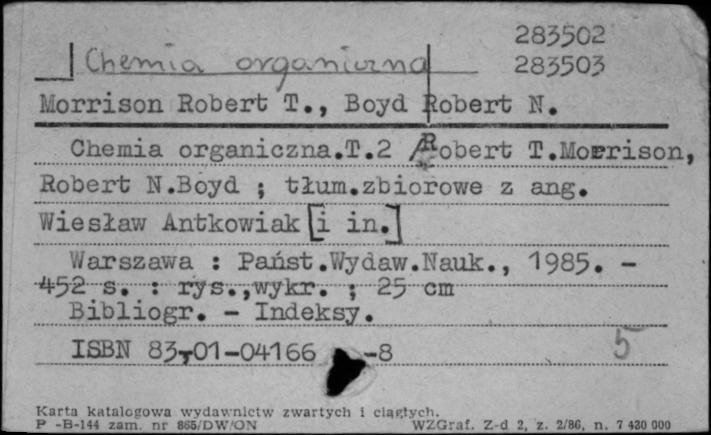 283502
Chemia organiczna 283503
Morrison Robert T., Boyd Robert N.
Chemia organiczna.T.2 /Robert T.Morrison,
Robert N.Boyd ; tłum.zbiorowe z ang.
Wiesław Antkowiak [i in.]
Warszawa : Państ.Wydaw.Nauk., 1985. -
452 s. : rys.,wykr. ; 25 cm
Bibliogr. - Indeksy.
ISBN 83-01-04166 -8 5
Karta katalogowa wydawnictw zwartych i ciągłych.
P -B-144 zam. nr 865/DW/ON WZGraf. Z-d 2, z. 2/86, n. 7 430 000